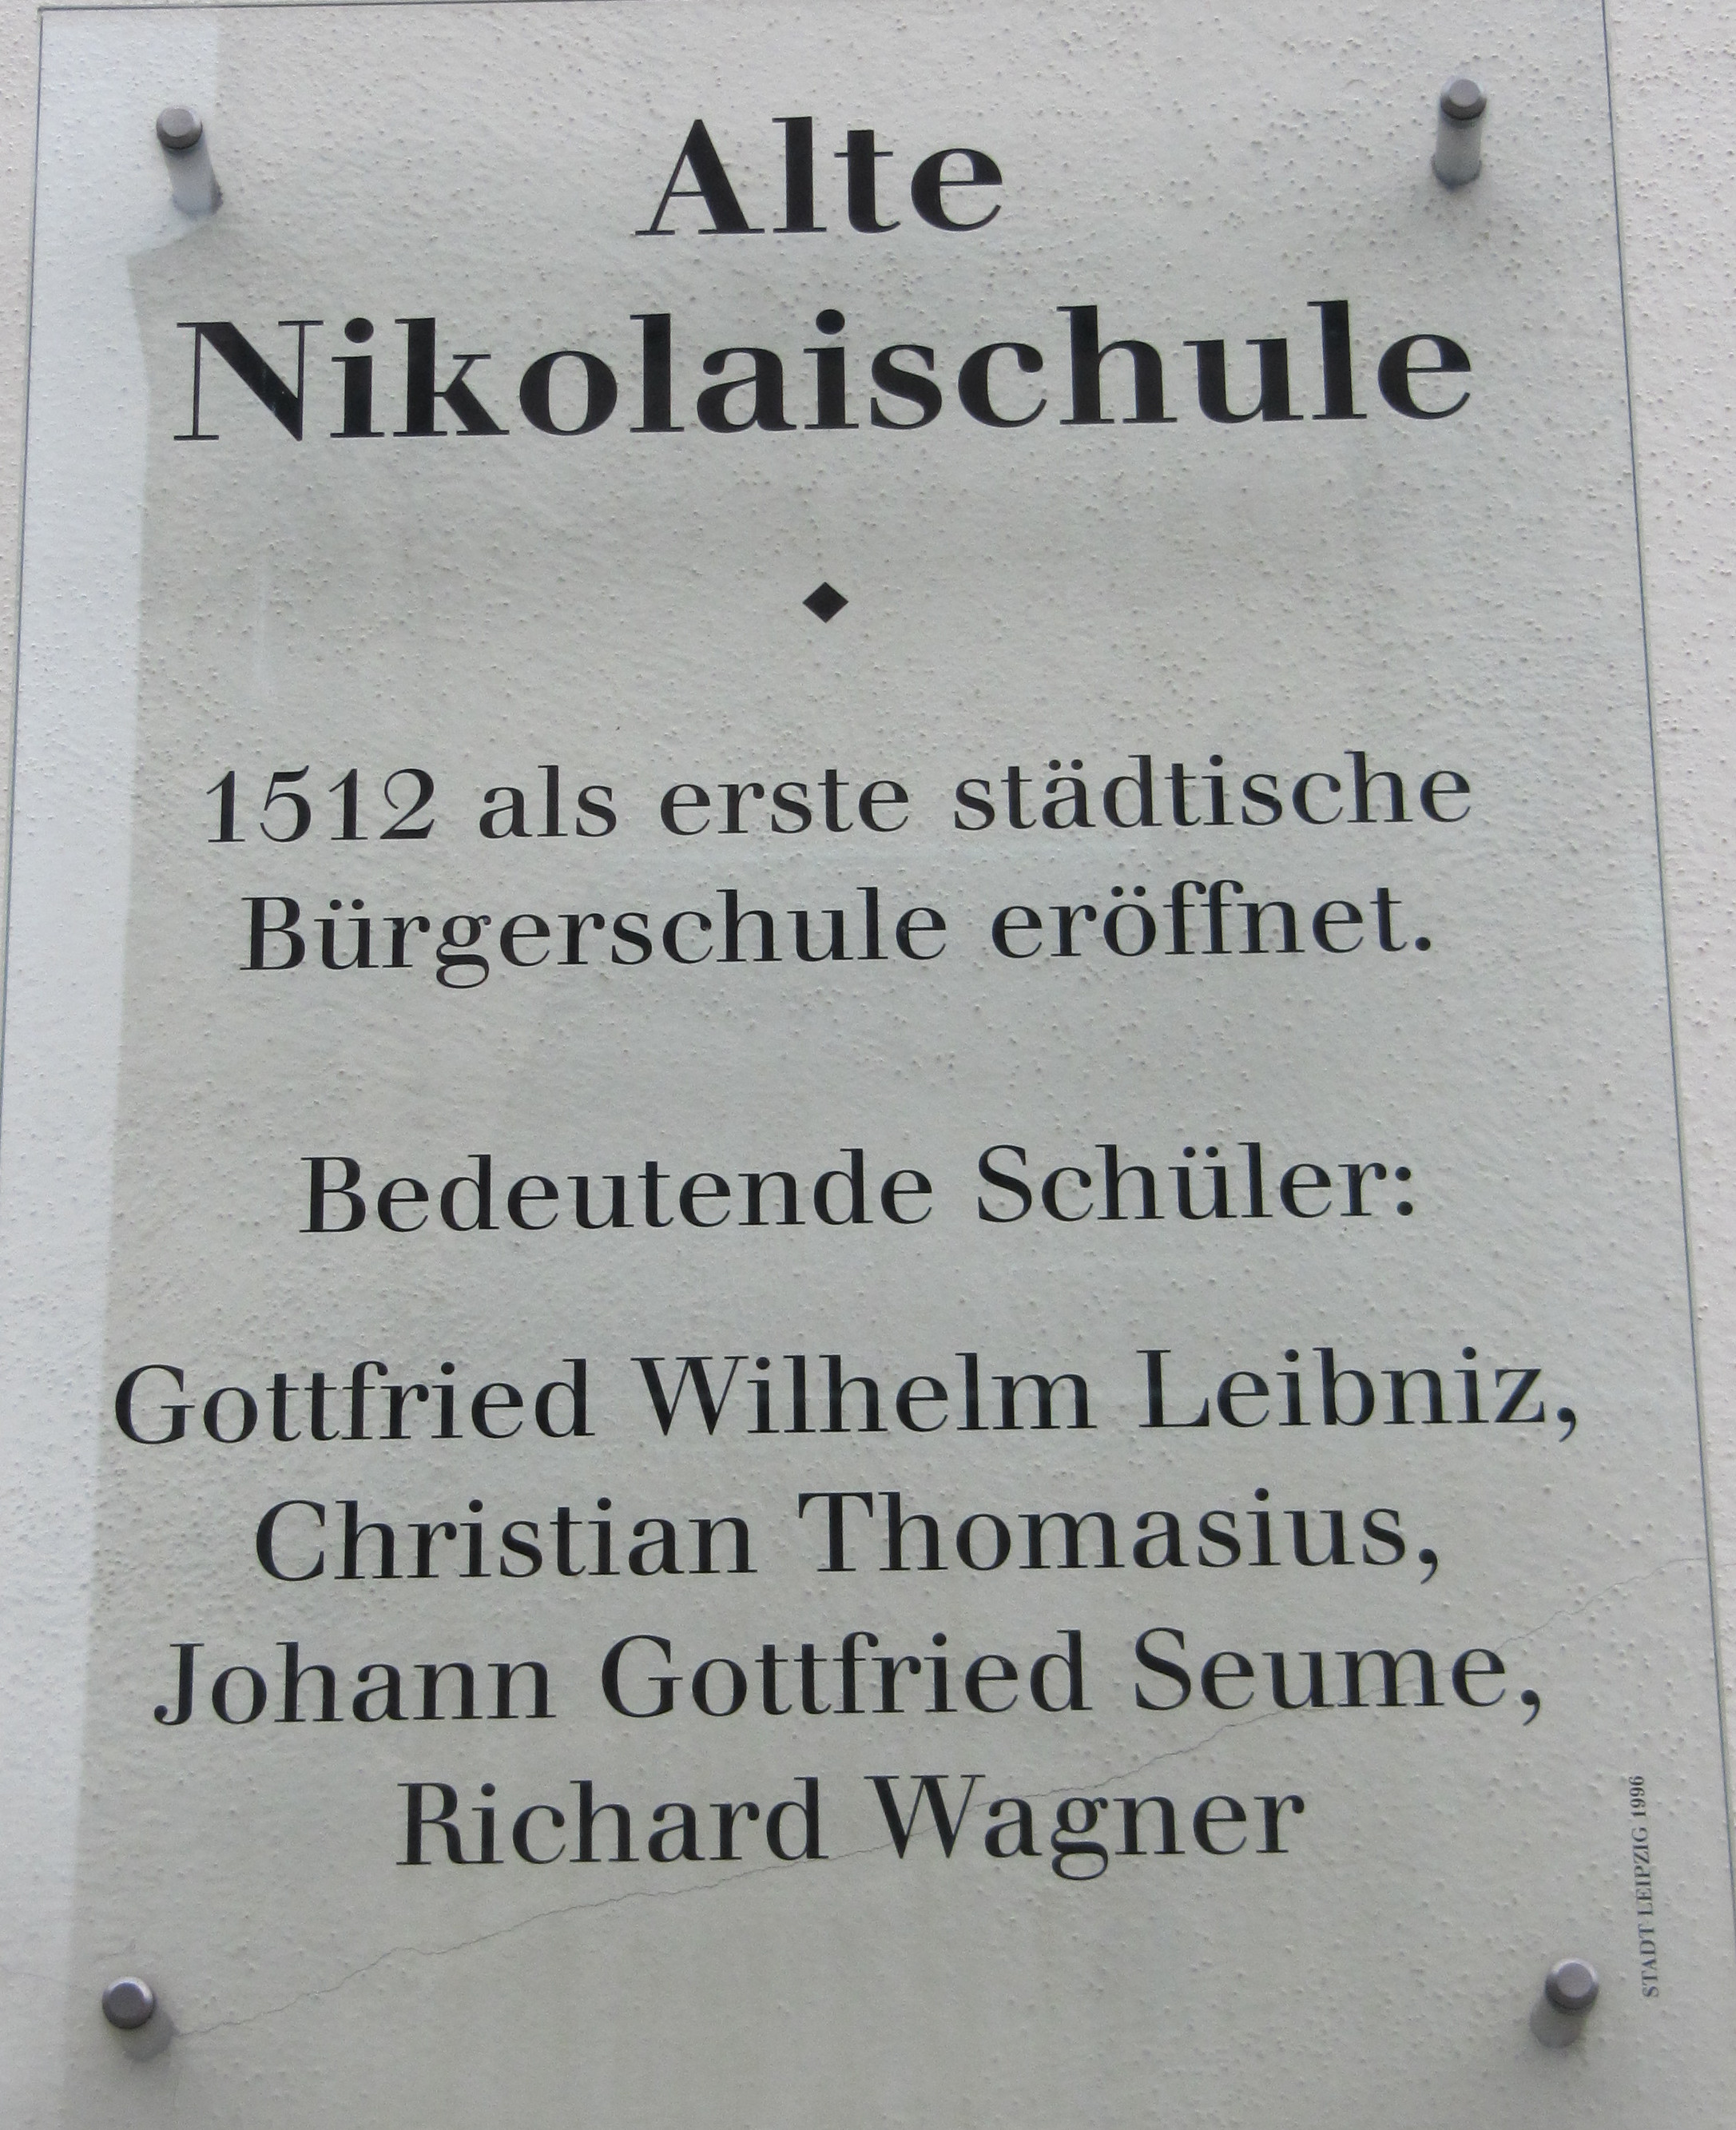 Alte
Nikolaischule
1512 als erste städtische
Bürgerschule eröffnet.
Bedeutende Schüler:
Gottfried Wilhelm Leibniz,
Christian Thomasius,
Johann Gottfried Seume,
Richard Wagner
STADT LEIPZIG 1996